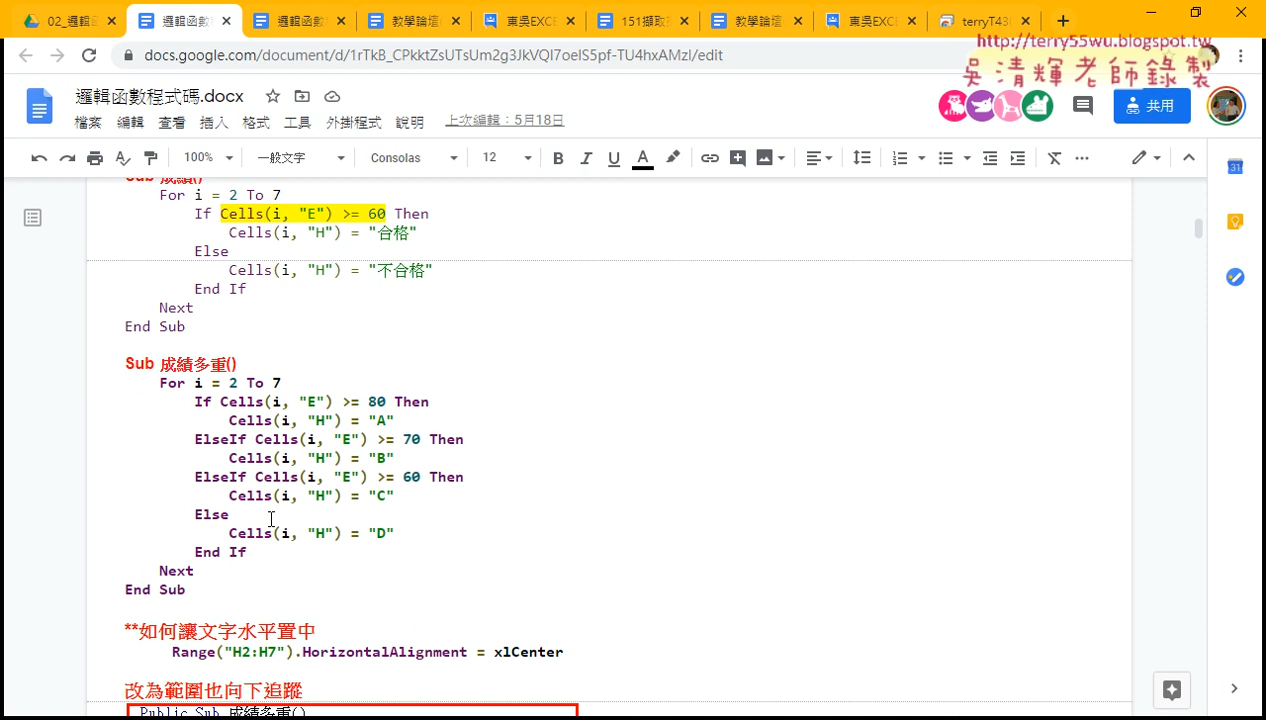 02_邏輯函數
邏輯函數
邏輯函數
教學論壇
東吳EXCE
151擷取
教學論壇
東吳EXC
terryT43
docs.google.com/document/d/1rTkB_CPkktZsUTsUm2g3JkVQl7oelS5pf-TU4hxAMzI/edit
http://terry55wu.blogspot.tw
吳清輝老師錄製
邏輯函數程式碼.docx
檔案 編輯 查看 插入 格式 工具 外掛程式 說明 上次編輯：5月18日
共用
100% 一般文字 Consolas 12 B I U A
31
Sub 成績()
For i = 2 To 7
If Cells(i, "E") >= 60 Then
Cells(i, "H") = "合格"
Else
Cells(i, "H") = "不合格"
End If
Next
End Sub
Sub 成績多重()
For i = 2 To 7
If Cells(i, "E") >= 80 Then
Cells(i, "H") = "A"
ElseIf Cells(i, "E") >= 70 Then
Cells(i, "H") = "B"
ElseIf Cells(i, "E") >= 60 Then
Cells(i, "H") = "C"
Else
Cells(i, "H") = "D"
End If
Next
End Sub
**如何讓文字水平置中
Range("H2:H7").HorizontalAlignment = xlCenter
改為範圍也向下追蹤
Public Sub 成績多重()